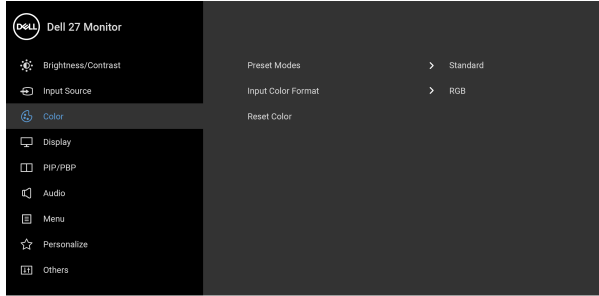 DELL Dell 27 Monitor
Brightness/Contrast
Input Source
Color
Display
PIP/PBP
Audio
Menu
Personalize
Others
Preset Modes > Standard
Input Color Format > RGB
Reset Color